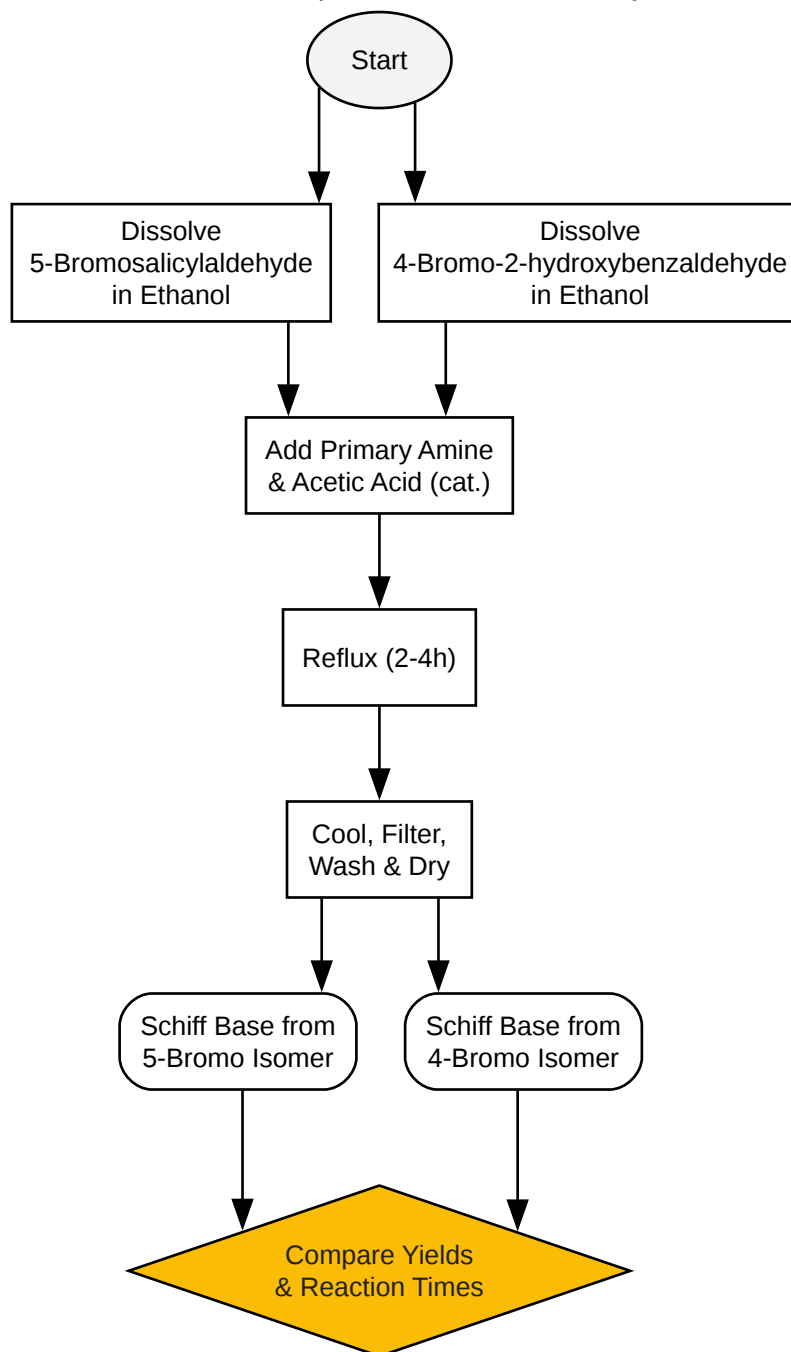 Start
Dissolve
5-Bromosalicylaldehyde
in Ethanol
Dissolve
4-Bromo-2-hydroxybenzaldehyde
in Ethanol
Add Primary Amine
& Acetic Acid (cat.)
Reflux (2-4h)
Cool, Filter,
Wash & Dry
Schiff Base from
5-Bromo Isomer
Schiff Base from
4-Bromo Isomer
Compare Yields
& Reaction Times